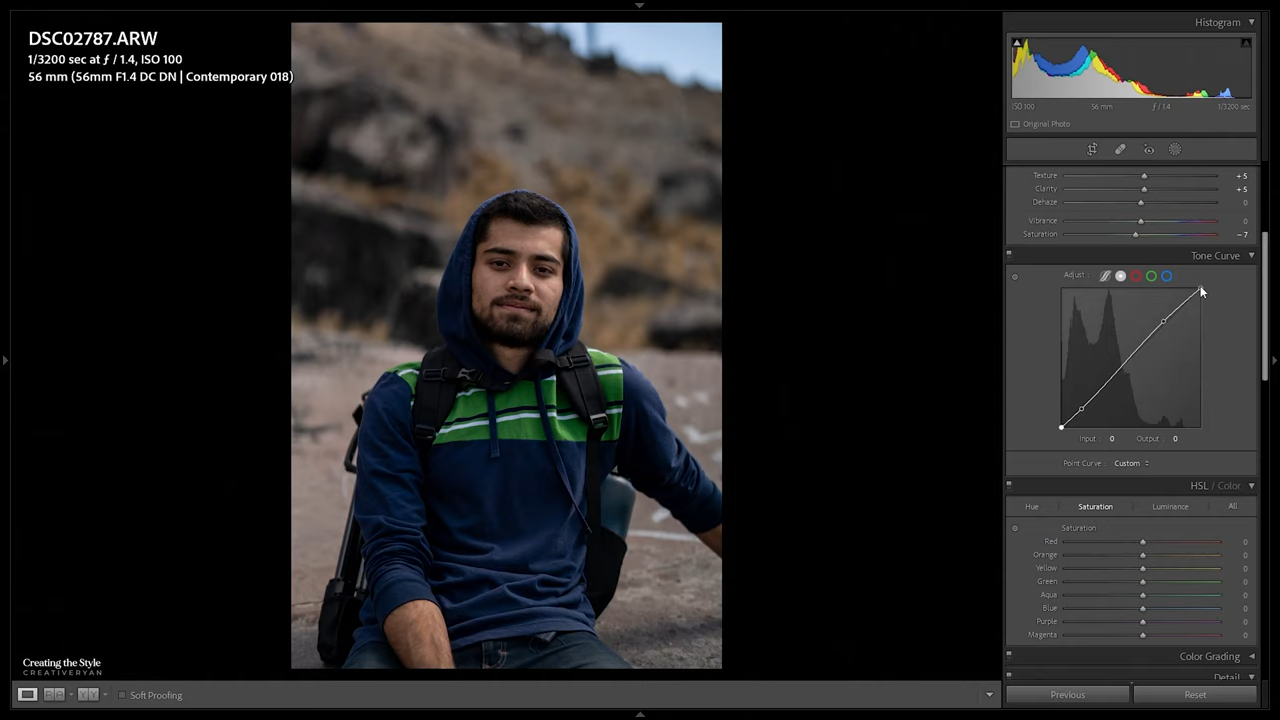 DSC02787.ARW
1/3200 sec at ƒ / 1.4, ISO 100
56 mm (56mm F1.4 DC DN | Contemporary 018)
Histogram
ISO 100 56 mm ƒ / 1.4 1/3200 sec
Original Photo
Texture +5
Clarity +5
Dehaze 0
Vibrance 0
Saturation −7
Tone Curve
Adjust :
Input : 0 Output : 0
Point Curve : Custom
HSL / Color
Hue Saturation Luminance All
Saturation
Red 0
Orange 0
Yellow 0
Green 0
Aqua 0
Blue 0
Purple 0
Magenta 0
Color Grading
Detail
Previous Reset
Creating the Style
CREATIVERYAN
Soft Proofing